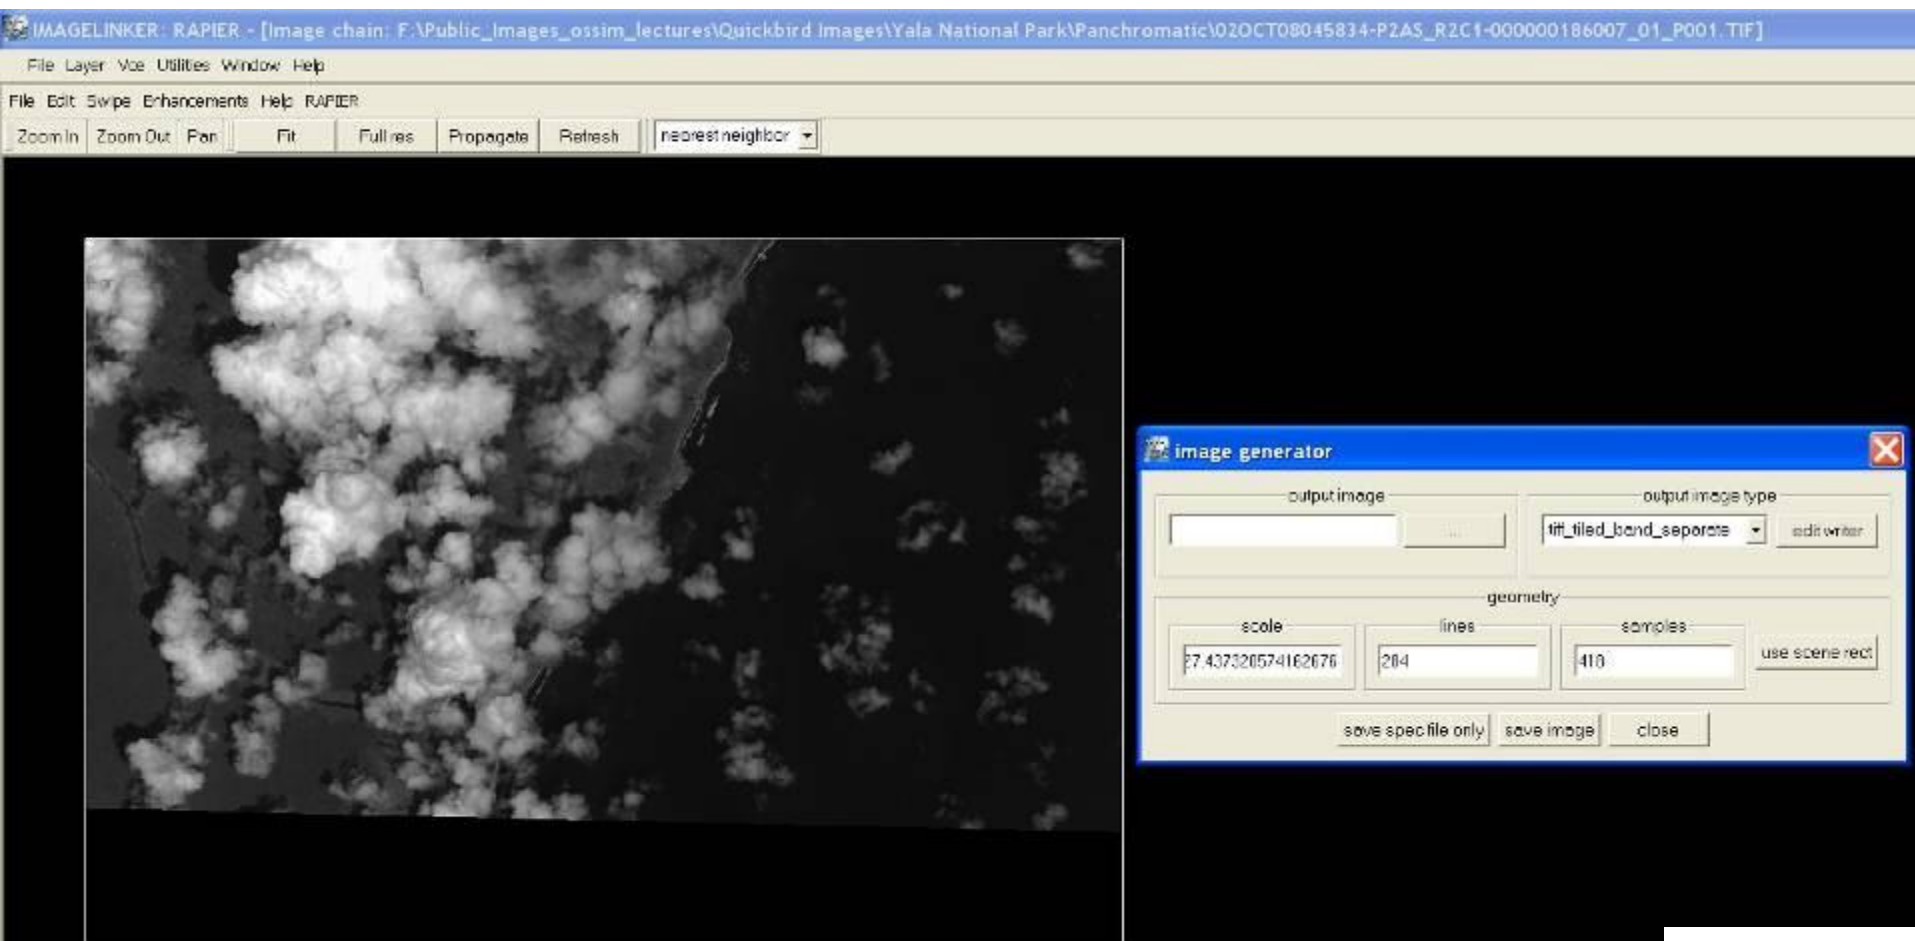 IMAGELINKER: RAPIER - [Image chain: F:\Public_Images_ossim_lectures\Quickbird Images\Yala National Park\Panchromatic\02OCT08045834-P2AS_R2C1-000000186007_01_P001.TIF]
File Layer Vce Utilities Window Help
File Edit Swipe Enhancements Help RAPIER
Zoom In Zoom Out Pan Fit Full res Propagate Refresh nearest neighbor
image generator
output image output image type
... tiff_tiled_band_separate edit writer
geometry
scale lines samples
27.437320574162676 284 418 use scene rect
save spec file only save image close